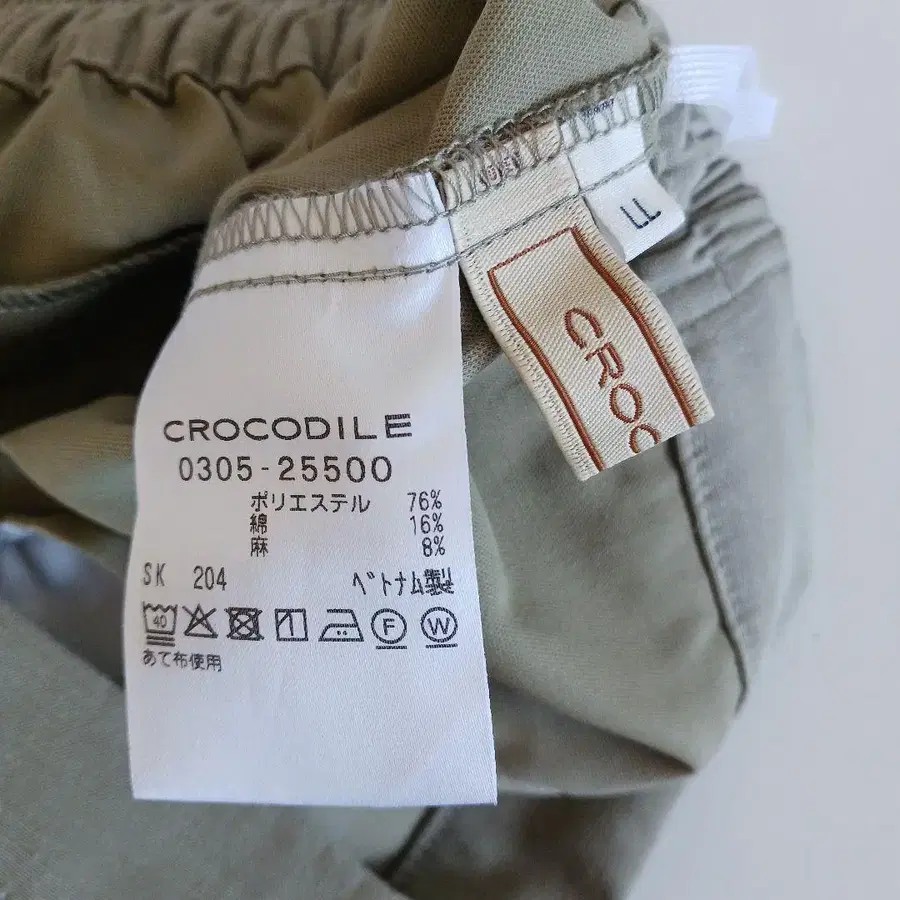 CROCODILE
0305-25500
ポリエステル 76%
綿 16%
麻 8%
SK 204 ベトナム製
40 F W
あて布使用
CROC
LL